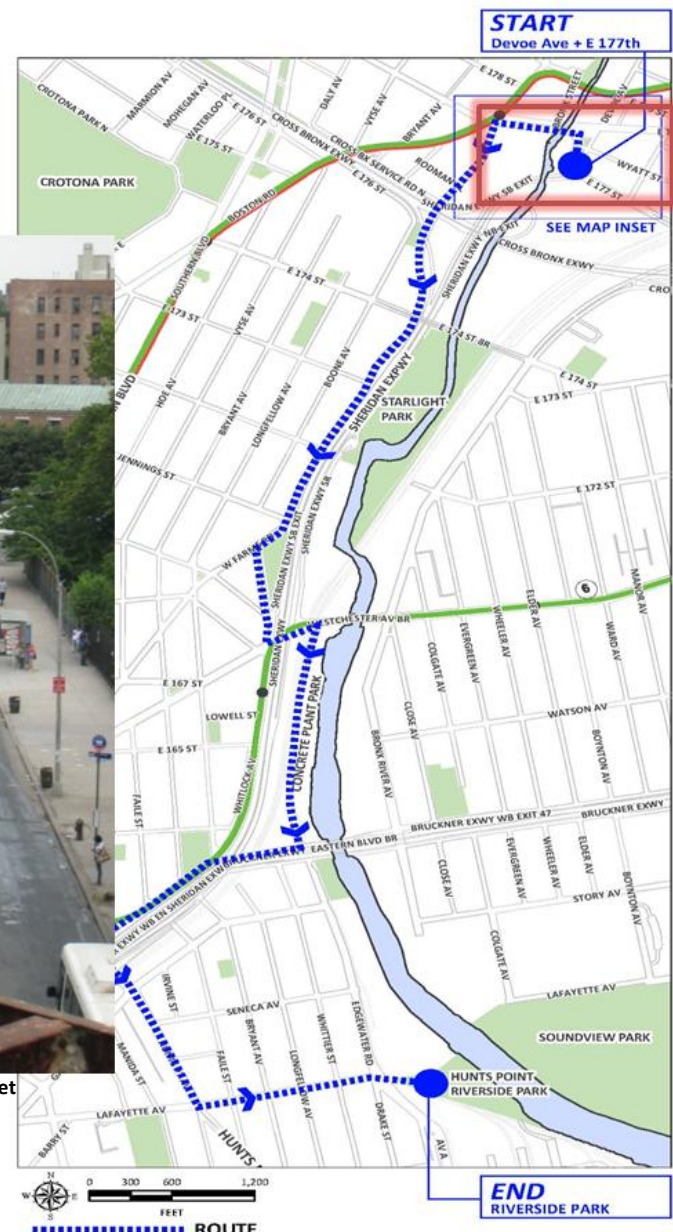 START
Devoe Ave + E 177th
E 178 ST
CROTONA PARK N
MARMION AV
MOHEGAN AV
WATERLOO PL
E 176 ST
E 175 ST
DALY AV
VYSE AV
BRYANT AV
CROSS BRONX EXWY
CROSS BX SERVICE RD N
E 176 ST
RODMAN
WYATT ST
E 177 ST
CROTONA PARK
SHERIDAN EXWY SB EXIT
SEE MAP INSET
SHERIDAN EXWY NB EXIT
CROSS BRONX EXWY
BOSTON RD
SOUTHERN BLVD
E 174 ST
E 173 ST
VYSE AV
E 174 ST BR
CRO
E 174 ST
E 173 ST
N BLVD
HOE AV
BRYANT AV
LONGFELLOW AV
BOONE AV
SHERIDAN EXPWY
STARLIGHT
PARK
JENNINGS ST
SHERIDAN EXWY SB EXIT
E 172 ST
6
MANOR AV
ELDER AV
WHEELER AV
EVERGREEN AV
COLGATE AV
WARD AV
E 167 ST
LOWELL ST
E 165 ST
WHITLOCK AV
CONCRETE PLANT PARK
WATSON AV
CLOSE AV
BRONX RIVER AV
BOYNTON AV
FAILE ST
BRUCKNER EXWY WB EXIT 47
BRUCKNER EXWY
EASTERN BLVD BR
EXWY WB EN SHERIDAN EXW
CLOSE AV
EVERGREEN AV
WHEELER AV
ELDER AV
BOYNTON AV
STORY AV
COLGATE AV
LAFAYETTE AV
IRVINE ST
SENECA AV
BRYANT AV
FAILE ST
MANIDA ST
LONGFELLOW AV
WHITTIER ST
EDGEWATER RD
DRAKE ST
SOUNDVIEW PARK
HUNTS POINT
RIVERSIDE PARK
et
LAFAYETTE AV
BARRY ST
HUNTS
AV A
N
W E
S
0 300 600 1,200
FEET
ROUTE
END
RIVERSIDE PARK